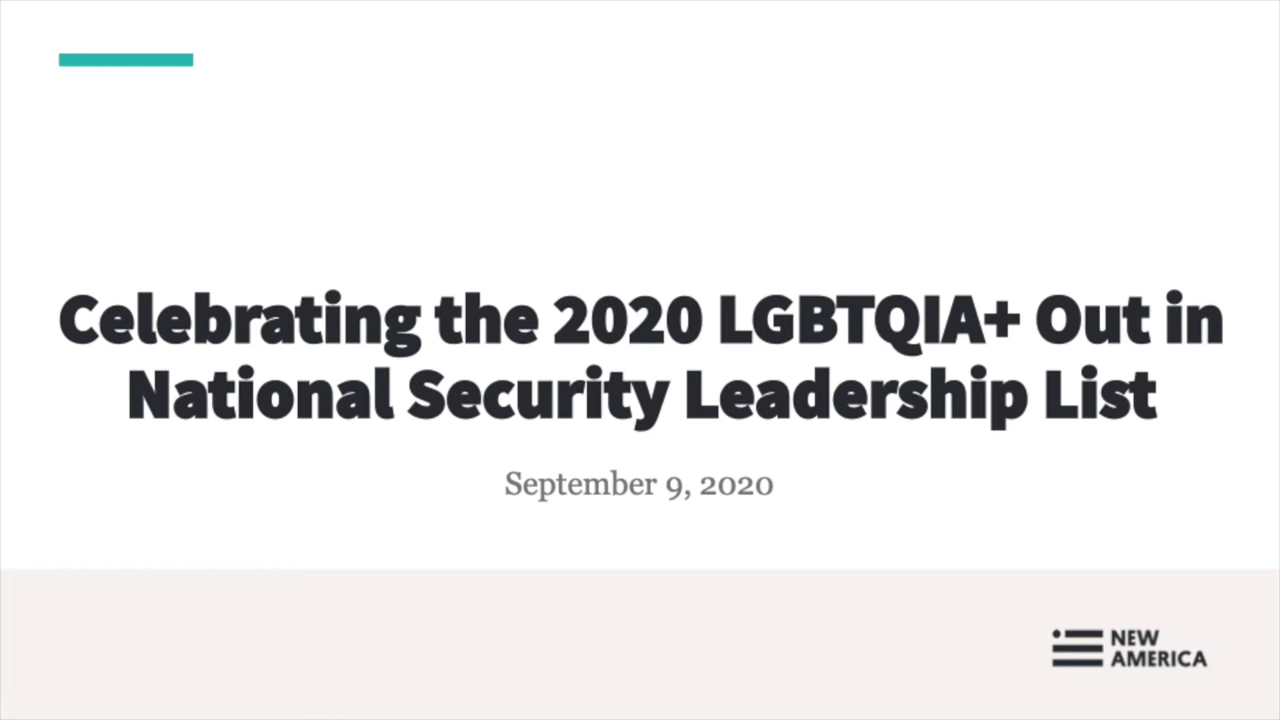 Celebrating the 2020 LGBTQIA+ Out in
National Security Leadership List
September 9, 2020
NEW
AMERICA